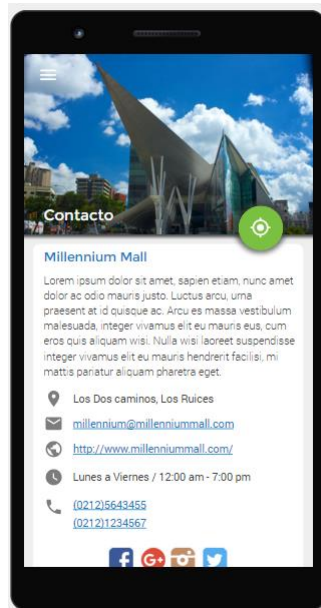 Contacto
Millennium Mall
Lorem ipsum dolor sit amet, sapien etiam, nunc amet
dolor ac odio mauris justo. Luctus arcu, urna
praesent at id quisque ac. Arcu es massa vestibulum
malesuada, integer vivamus elit eu mauris eus, cum
eros quis aliquam wisi. Nulla wisi laoreet suspendisse
integer vivamus elit eu mauris hendrerit facilisi, mi
mattis pariatur aliquam pharetra eget.
Los Dos caminos, Los Ruices
millennium@millenniummall.com
http://www.millenniummall.com/
Lunes a Viernes / 12:00 am - 7:00 pm
(0212)5643455
(0212)1234567